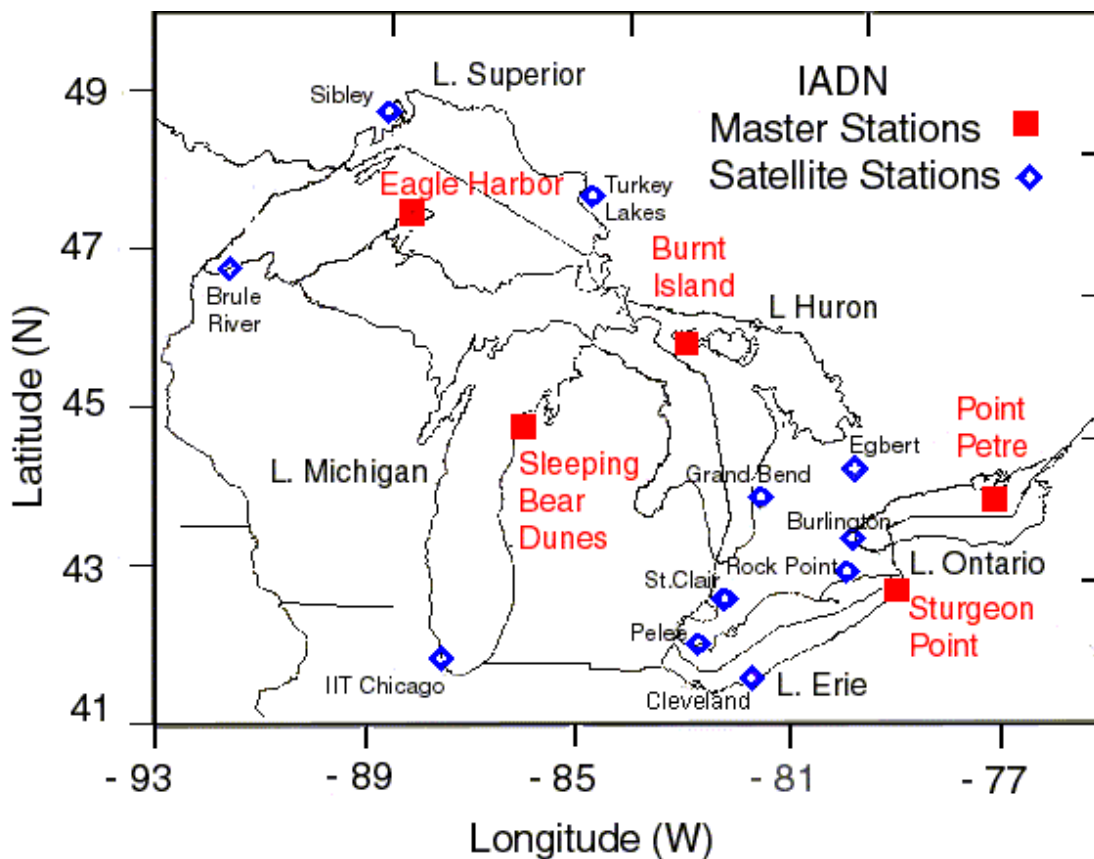 L. Superior
IADN
Sibley
Master Stations
Satellite Stations
Eagle Harbor
Turkey
Lakes
Burnt
Island
Brule
River
L Huron
Point
Petre
Egbert
L. Michigan
Sleeping
Bear
Dunes
Grand Bend
Burlington
Rock Point
L. Ontario
St.Clair
Sturgeon
Point
Pelee
IIT Chicago
Cleveland
L. Erie
49
47
45
43
41
Latitude (N)
- 93
- 89
- 85
- 81
- 77
Longitude (W)